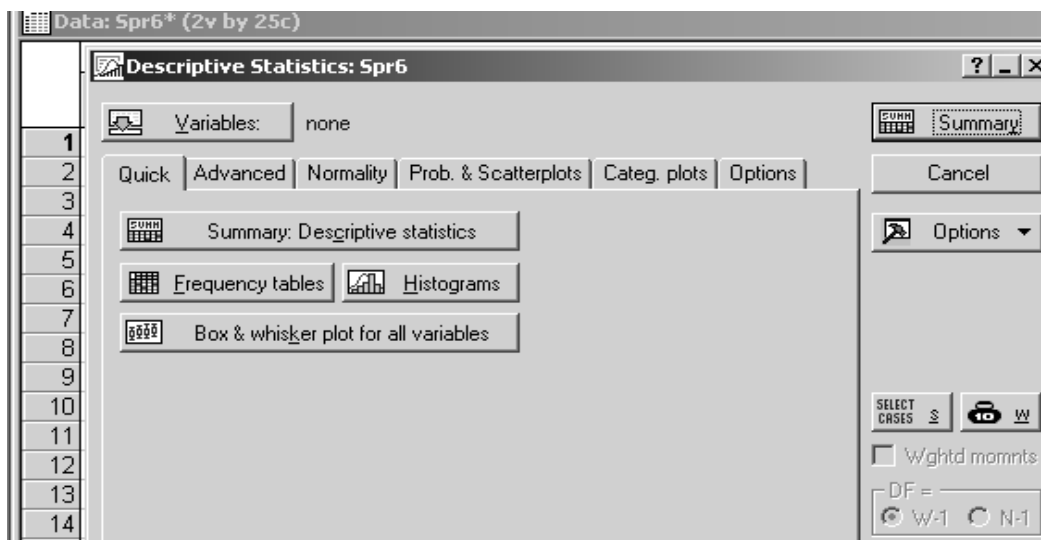 Data: Spr6* (2v by 25c)
Descriptive Statistics: Spr6
Variables: none
Summary
Quick Advanced Normality Prob. & Scatterplots Categ. plots Options
Cancel
Summary: Descriptive statistics
Options
Frequency tables Histograms
Box & whisker plot for all variables
SELECT CASES S W
Wghtd momnts
DF =
W-1 N-1
1
2
3
4
5
6
7
8
9
10
11
12
13
14